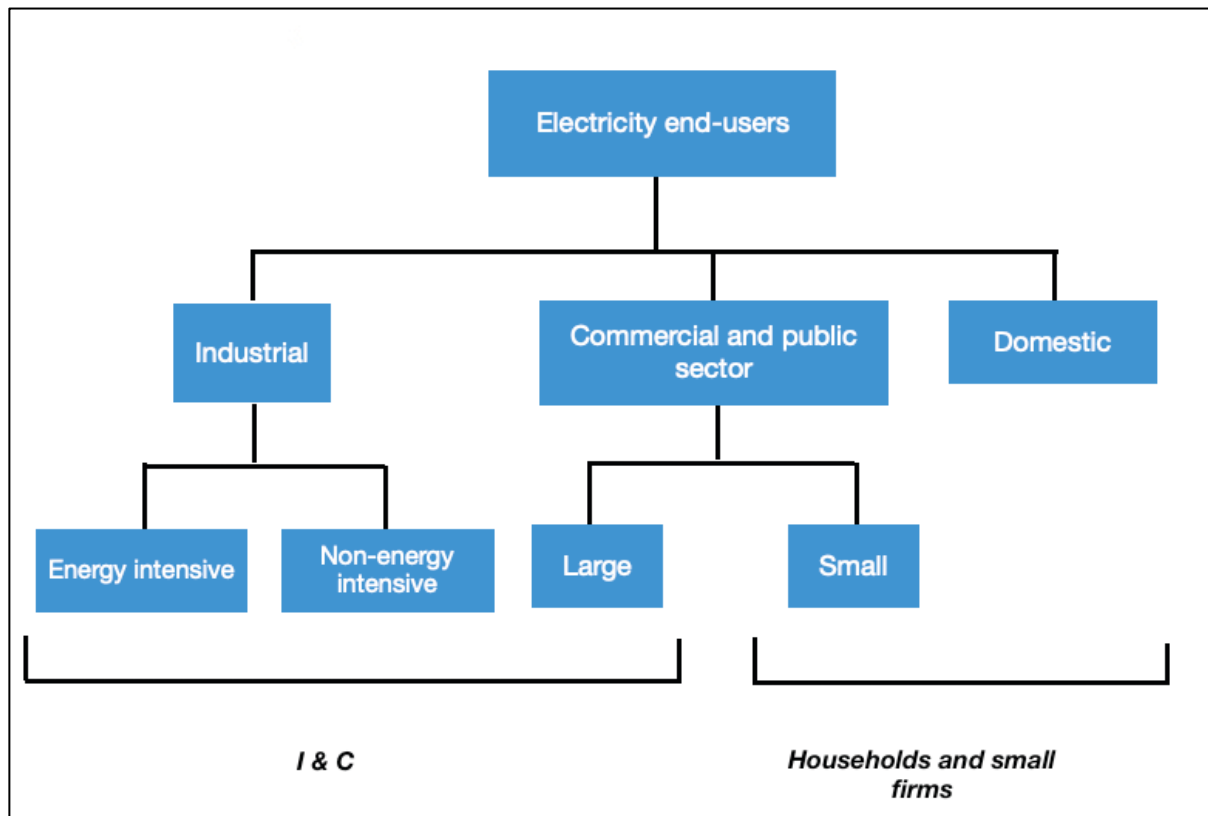 Electricity end-users
Industrial
Commercial and public
sector
Domestic
Energy intensive
Non-energy
intensive
Large
Small
I & C
Households and small
firms